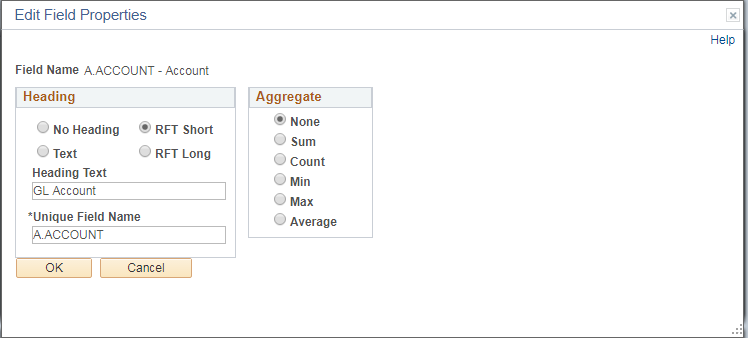 Edit Field Properties
Help
Field Name A.ACCOUNT - Account
Heading
No Heading RFT Short
Text RFT Long
Heading Text
GL Account
*Unique Field Name
A.ACCOUNT
Aggregate
None
Sum
Count
Min
Max
Average
OK Cancel